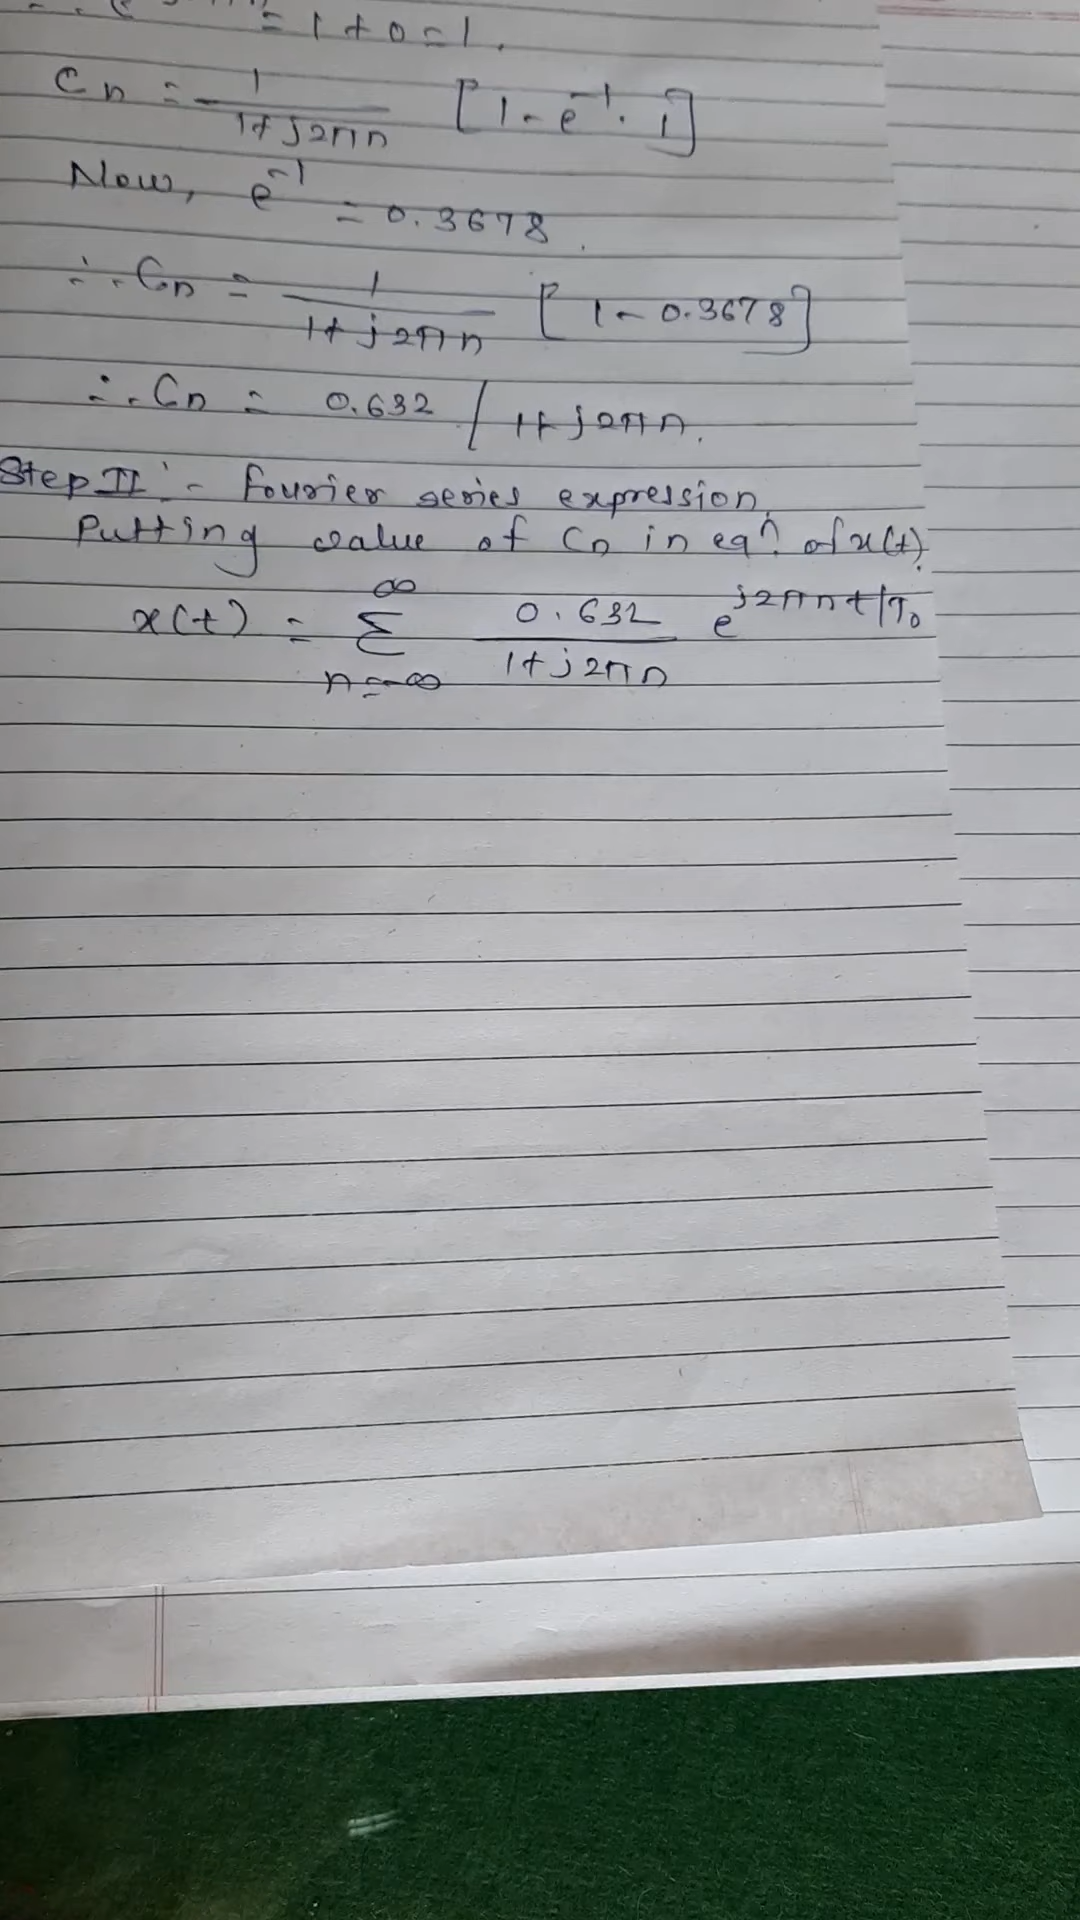 = 1 + 0 = 1.
Cn = 1 / 1+j2πn [1 - e^-1 . 1]
Now, e^-1 = 0.3678.
∴ Cn = 1 / 1+j2πn [1 - 0.3678]
∴ Cn = 0.632 / 1+j2πn.
Step II :- Fourier series expression.
Putting value of Cn in eqn. of x(t).
x(t) = ∞ Σ n=-∞ 0.632 / 1+j2πn e^j2πnt/T₀